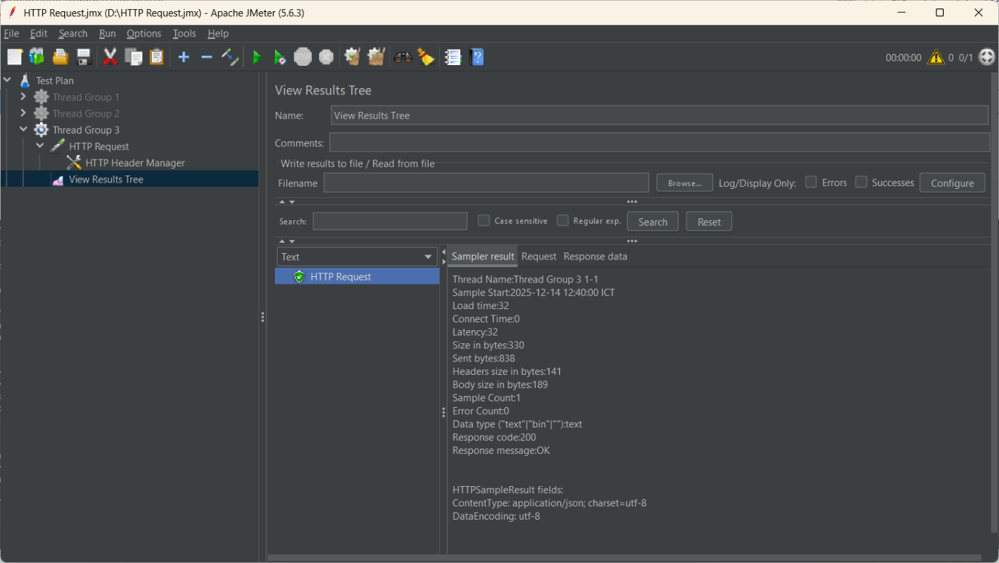 HTTP Request.jmx (D:\HTTP Request.jmx) - Apache JMeter (5.6.3)
File Edit Search Run Options Tools Help
00:00:00 0 0/1
Test Plan
Thread Group 1
Thread Group 2
Thread Group 3
HTTP Request
HTTP Header Manager
View Results Tree
View Results Tree
Name: View Results Tree
Comments:
Write results to file / Read from file
Filename Browse... Log/Display Only: Errors Successes Configure
Search: Case sensitive Regular exp. Search Reset
Text
HTTP Request
Sampler result Request Response data
Thread Name:Thread Group 3 1-1
Sample Start:2025-12-14 12:40:00 ICT
Load time:32
Connect Time:0
Latency:32
Size in bytes:330
Sent bytes:838
Headers size in bytes:141
Body size in bytes:189
Sample Count:1
Error Count:0
Data type ("text"|"bin"|""):text
Response code:200
Response message:OK
HTTPSampleResult fields:
ContentType: application/json; charset=utf-8
DataEncoding: utf-8